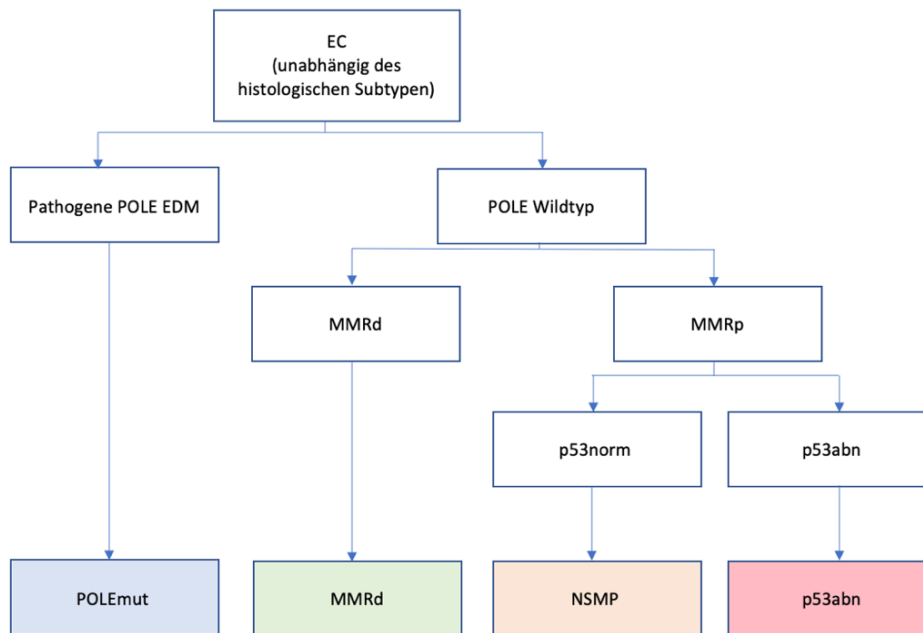 EC
(unabhängig des
histologischen Subtypen)
Pathogene POLE EDM
POLE Wildtyp
MMRd
MMRp
p53norm
p53abn
POLEmut
MMRd
NSMP
p53abn